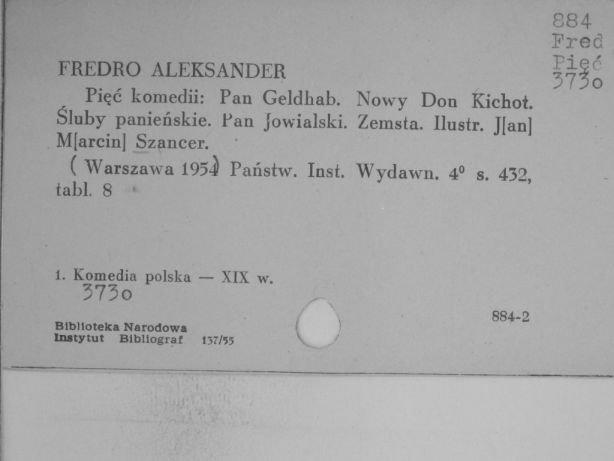 884
Fred
Pięć
3730
FREDRO ALEKSANDER
Pięć komedii: Pan Geldhab. Nowy Don Kichot.
Śluby panieńskie. Pan Jowialski. Zemsta. Ilustr. J[an]
M[arcin] Szancer.
(Warszawa 1954) Państw. Inst. Wydawn. 4⁰ s. 432,
tabl. 8
1. Komedia polska — XIX w.
3730
884-2
Biblioteka Narodowa
Instytut Bibliograf 137/55